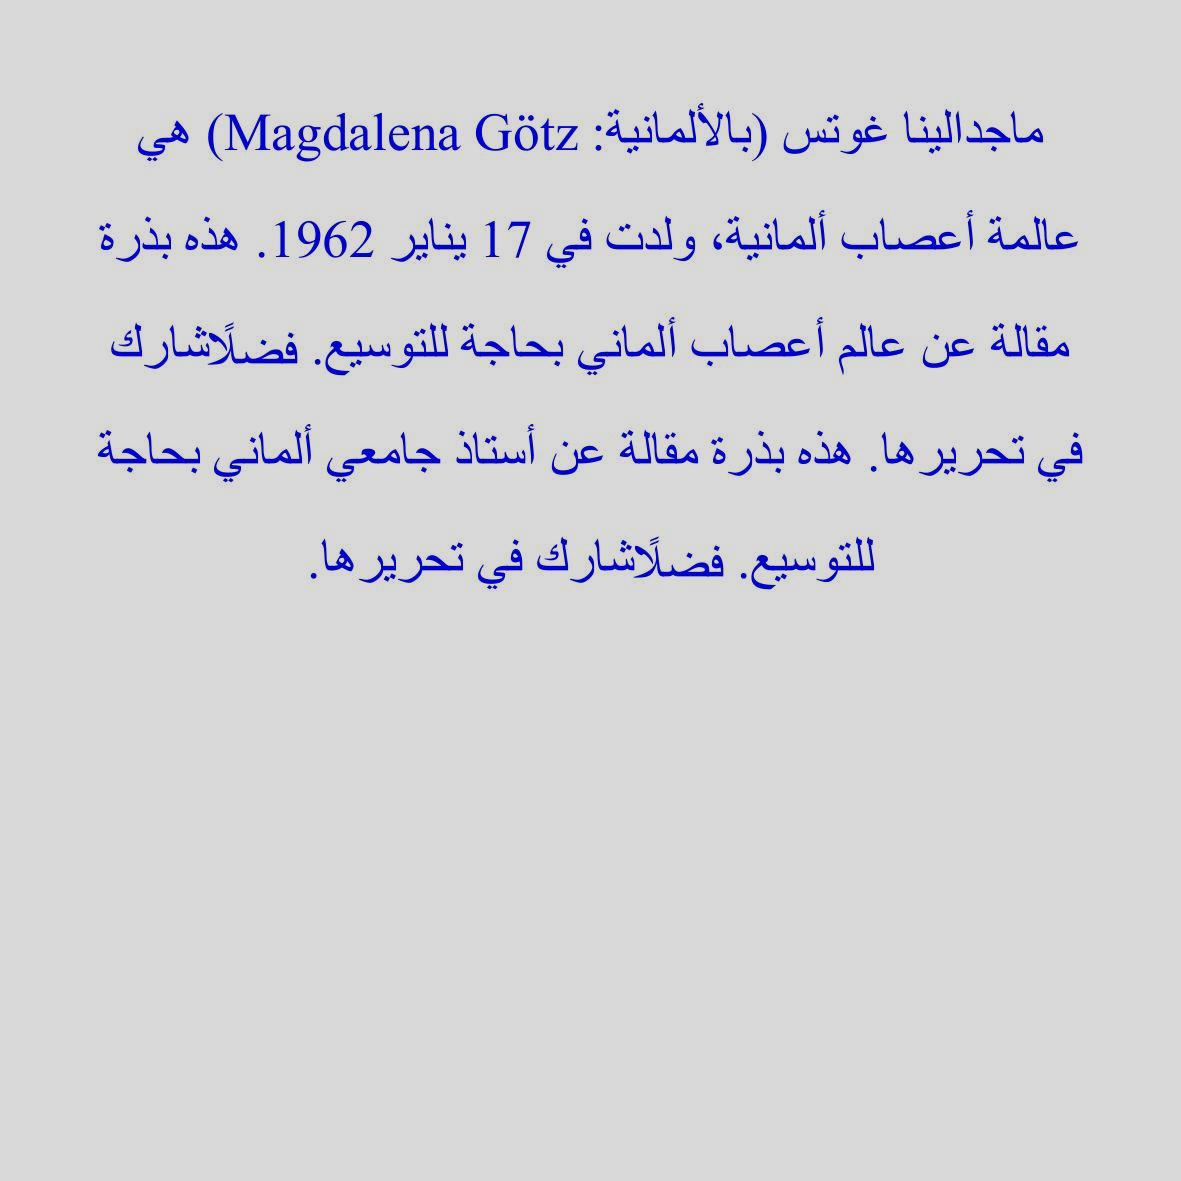 ماجدالينا غوتس (بالألمانية: Magdalena Götz) هي
عالمة أعصاب ألمانية، ولدت في 17 يناير 1962. هذه بذرة
مقالة عن عالم أعصاب ألماني بحاجة للتوسيع. فضلًاشارك
في تحريرها. هذه بذرة مقالة عن أستاذ جامعي ألماني بحاجة
للتوسيع. فضلًاشارك في تحريرها.